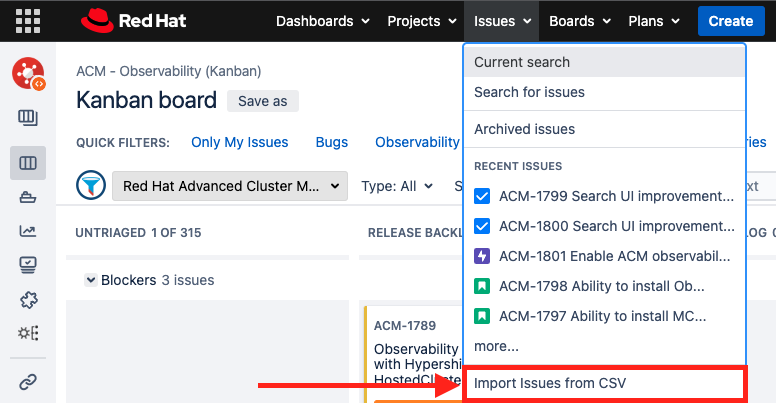 Red Hat
Dashboards
Projects
Issues
Boards
Plans
Create
ACM - Observability (Kanban)
Kanban board
Save as
QUICK FILTERS:
Only My Issues
Bugs
Observability
Red Hat Advanced Cluster M...
Type: All
UNTRIAGED 1 OF 315
RELEASE BACKL
Blockers 3 issues
ACM-1789
Observability
with Hypershi
HostedCluste
Current search
Search for issues
Archived issues
RECENT ISSUES
ACM-1799 Search UI improvement...
ACM-1800 Search UI improvement...
ACM-1801 Enable ACM observabil...
ACM-1798 Ability to install Ob...
ACM-1797 Ability to install MC...
more...
Import Issues from CSV